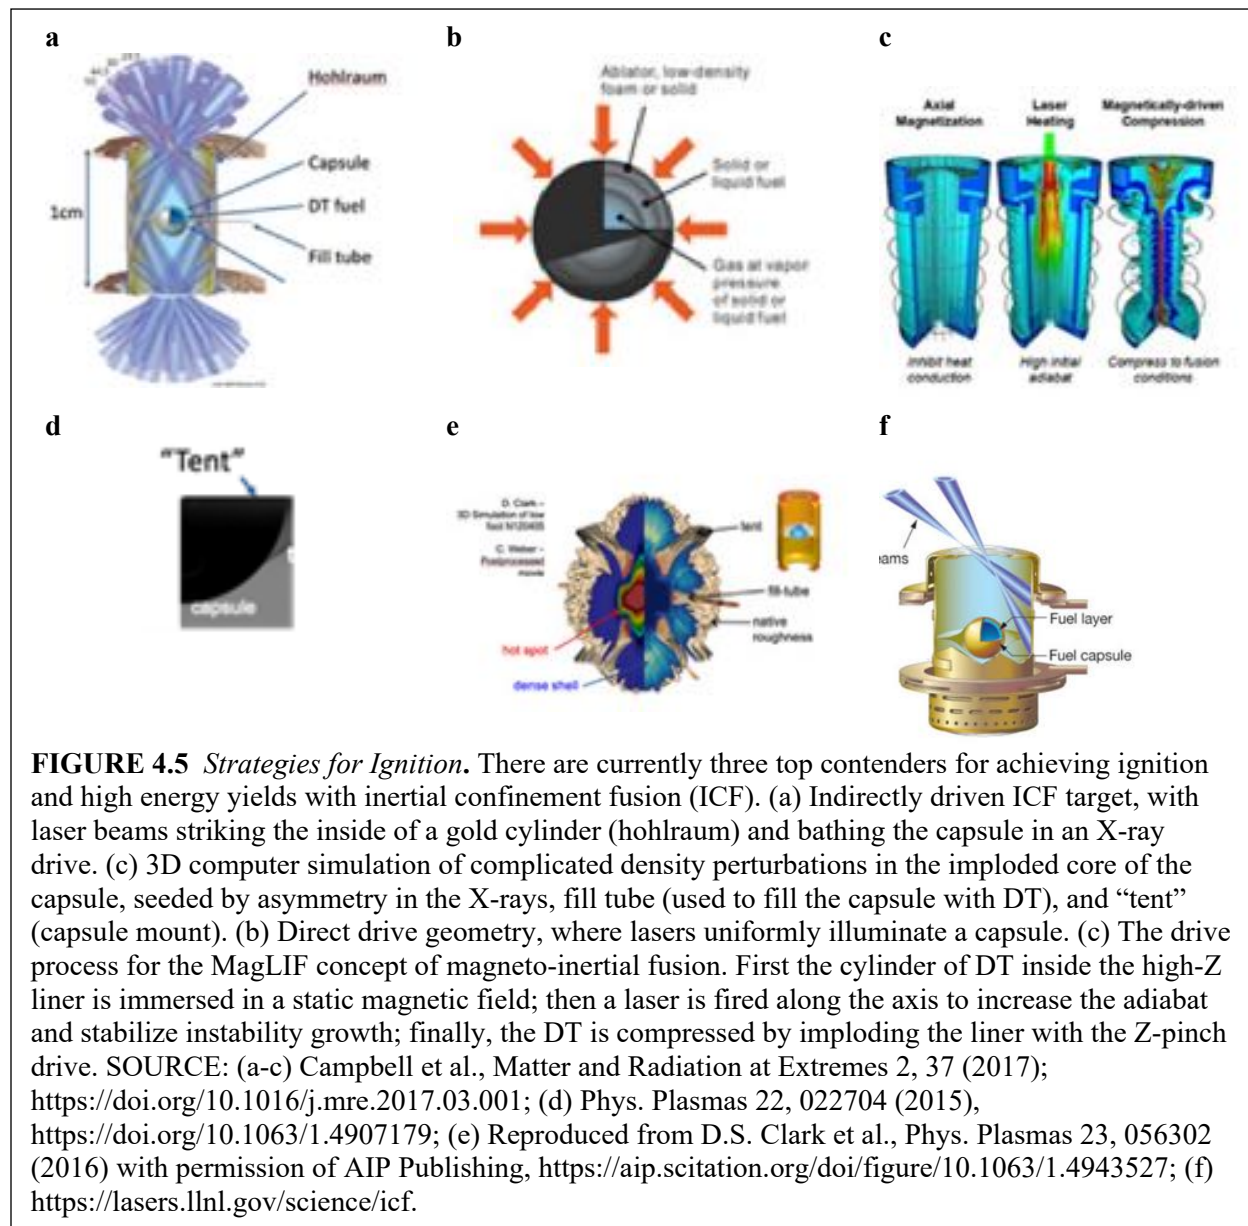 a
Hohlraum
Capsule
DT fuel
Fill tube
1cm
b
Ablator, low-density
foam or solid
Solid or
liquid fuel
Gas at vapor
pressure
of solid or
liquid fuel
c
Axial
Magnetization
Laser
Heating
Magnetically-driven
Compression
Inhibit heat
conduction
High initial
adiabat
Compress to fusion
conditions
d
"Tent"
capsule
e
D. Clark –
3D Simulation of low
foot N120405
C. Weber –
Postprocessed
movie
tent
fill-tube
native
roughness
hot spot
dense shell
f
ams
Fuel layer
Fuel capsule
FIGURE 4.5 Strategies for Ignition. There are currently three top contenders for achieving ignition
and high energy yields with inertial confinement fusion (ICF). (a) Indirectly driven ICF target, with
laser beams striking the inside of a gold cylinder (hohlraum) and bathing the capsule in an X-ray
drive. (c) 3D computer simulation of complicated density perturbations in the imploded core of the
capsule, seeded by asymmetry in the X-rays, fill tube (used to fill the capsule with DT), and “tent”
(capsule mount). (b) Direct drive geometry, where lasers uniformly illuminate a capsule. (c) The drive
process for the MagLIF concept of magneto-inertial fusion. First the cylinder of DT inside the high-Z
liner is immersed in a static magnetic field; then a laser is fired along the axis to increase the adiabat
and stabilize instability growth; finally, the DT is compressed by imploding the liner with the Z-pinch
drive. SOURCE: (a-c) Campbell et al., Matter and Radiation at Extremes 2, 37 (2017);
https://doi.org/10.1016/j.mre.2017.03.001; (d) Phys. Plasmas 22, 022704 (2015),
https://doi.org/10.1063/1.4907179; (e) Reproduced from D.S. Clark et al., Phys. Plasmas 23, 056302
(2016) with permission of AIP Publishing, https://aip.scitation.org/doi/figure/10.1063/1.4943527; (f)
https://lasers.llnl.gov/science/icf.